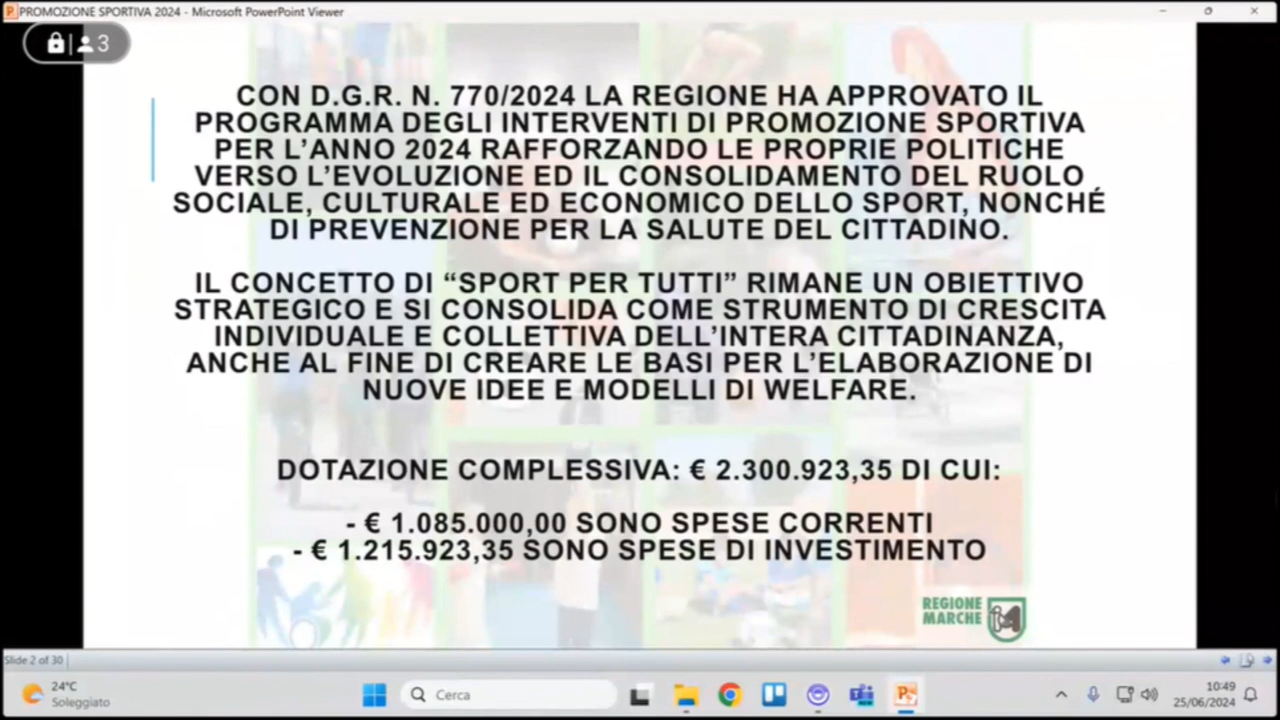 PROMOZIONE SPORTIVA 2024 - Microsoft PowerPoint Viewer
3
CON D.G.R. N. 770/2024 LA REGIONE HA APPROVATO IL
PROGRAMMA DEGLI INTERVENTI DI PROMOZIONE SPORTIVA
PER L’ANNO 2024 RAFFORZANDO LE PROPRIE POLITICHE
VERSO L’EVOLUZIONE ED IL CONSOLIDAMENTO DEL RUOLO
SOCIALE, CULTURALE ED ECONOMICO DELLO SPORT, NONCHÉ
DI PREVENZIONE PER LA SALUTE DEL CITTADINO.
IL CONCETTO DI “SPORT PER TUTTI” RIMANE UN OBIETTIVO
STRATEGICO E SI CONSOLIDA COME STRUMENTO DI CRESCITA
INDIVIDUALE E COLLETTIVA DELL’INTERA CITTADINANZA,
ANCHE AL FINE DI CREARE LE BASI PER L’ELABORAZIONE DI
NUOVE IDEE E MODELLI DI WELFARE.
DOTAZIONE COMPLESSIVA: € 2.300.923,35 DI CUI:
- € 1.085.000,00 SONO SPESE CORRENTI
- € 1.215.923,35 SONO SPESE DI INVESTIMENTO
REGIONE
MARCHE
Slide 2 of 30
24°C
Soleggiato
Cerca
10:49
25/06/2024